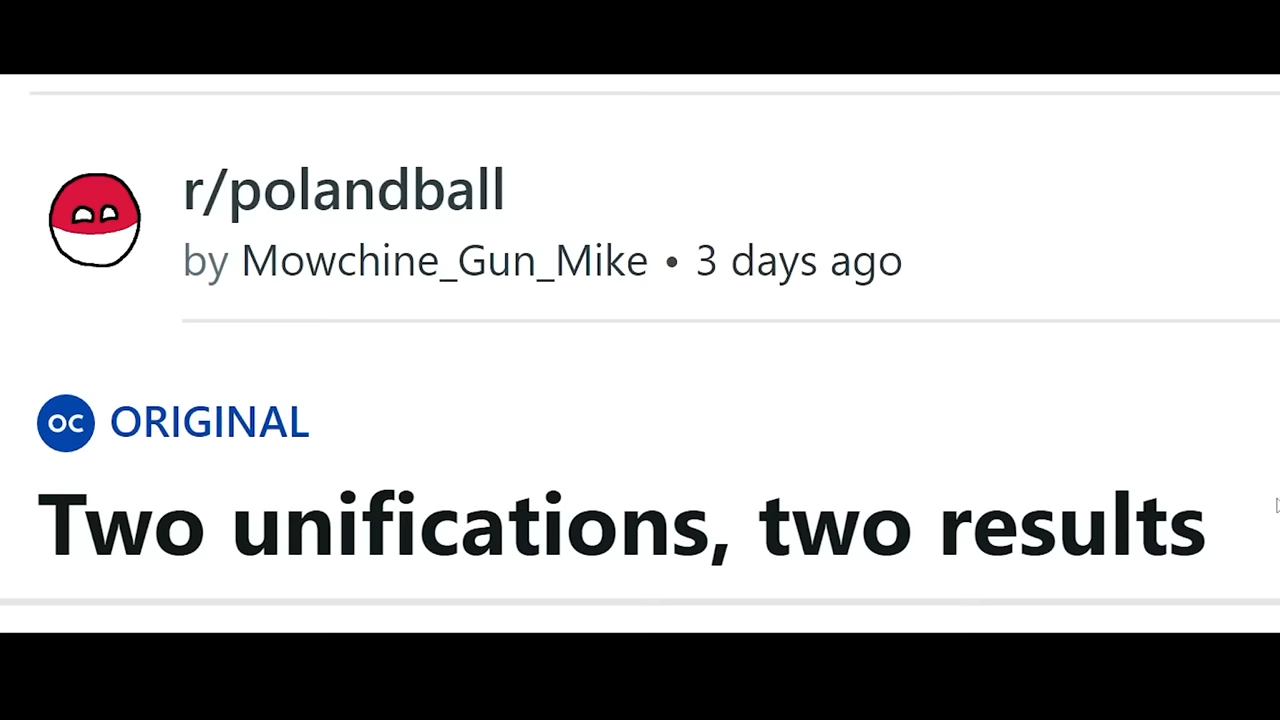 r/polandball
by Mowchine_Gun_Mike • 3 days ago
OC ORIGINAL
Two unifications, two results